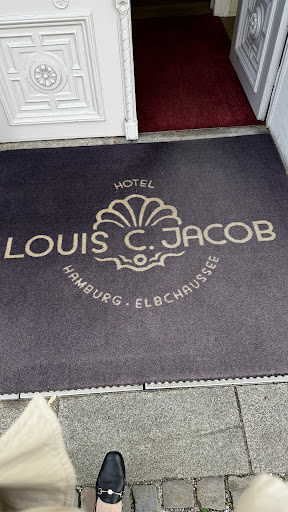 HOTEL
LOUIS C. JACOB
HAMBURG · ELBCHAUSSEE